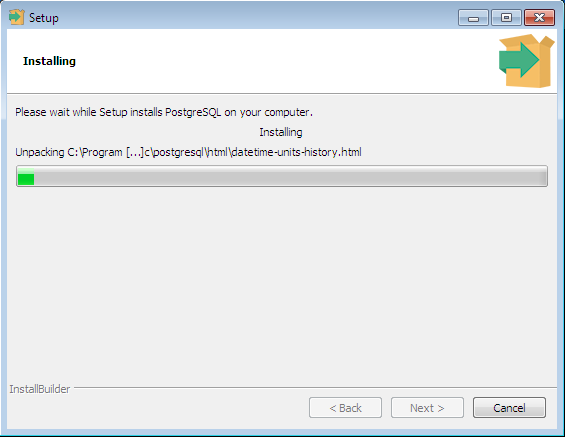 Setup
Installing
Please wait while Setup installs PostgreSQL on your computer.
Installing
Unpacking C:\Program [...]c\postgresql\html\datetime-units-history.html
InstallBuilder
< Back
Next >
Cancel